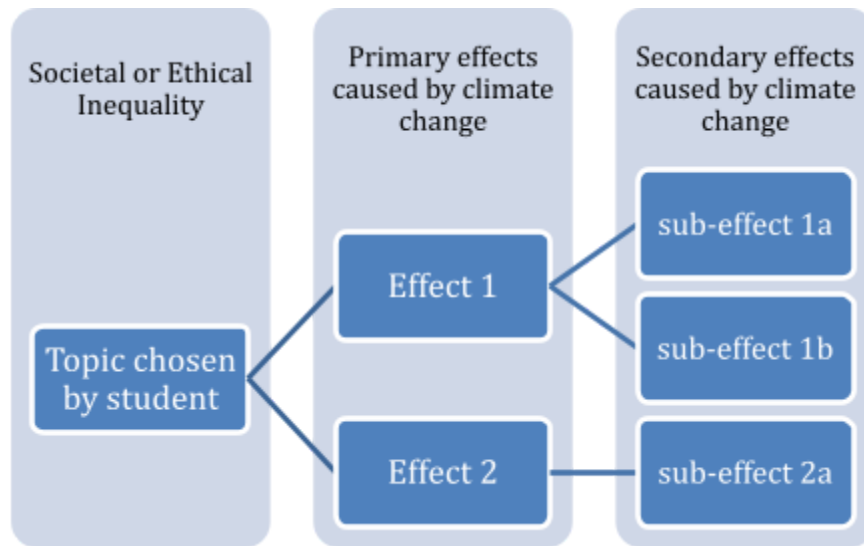 Societal or Ethical
Inequality
Primary effects
caused by climate
change
Secondary effects
caused by climate
change
Topic chosen
by student
Effect 1
Effect 2
sub-effect 1a
sub-effect 1b
sub-effect 2a